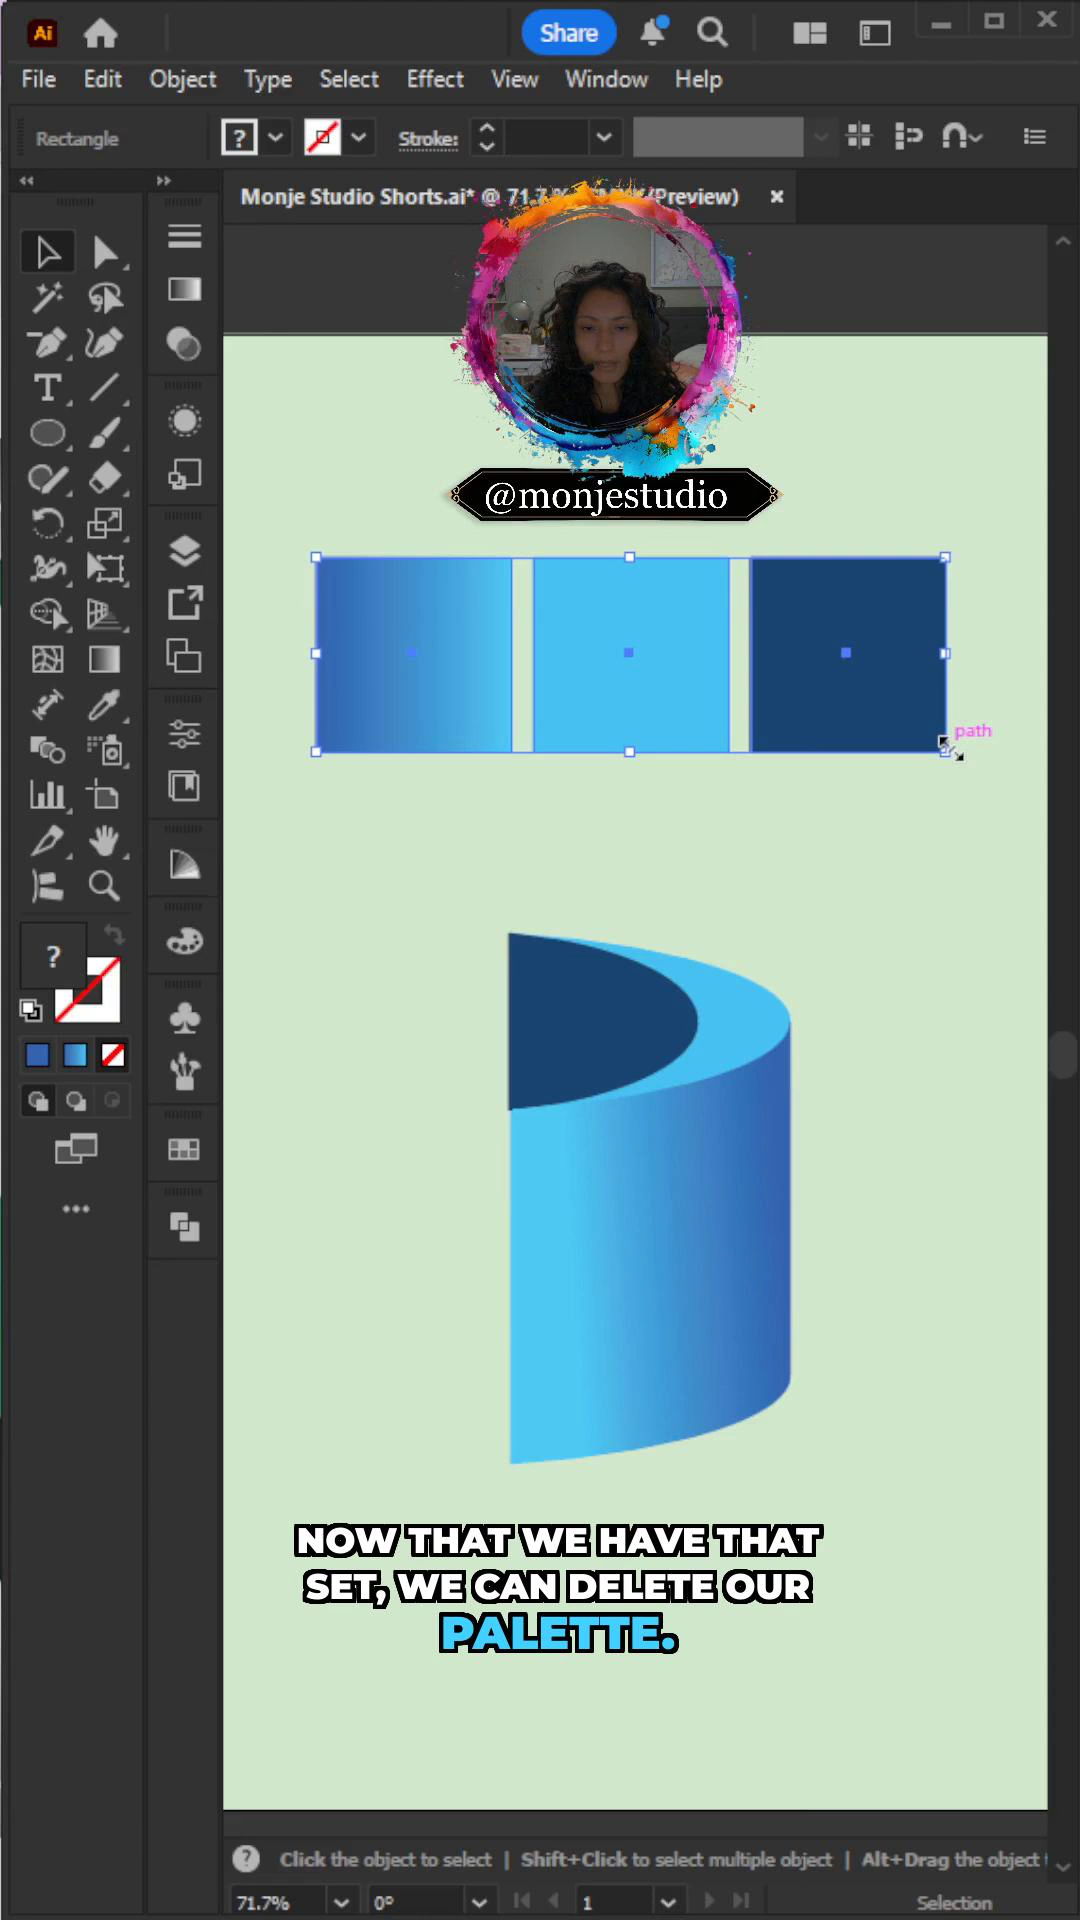 Ai
Share
File Edit Object Type Select Effect View Window Help
Rectangle
?
Stroke:
Monje Studio Shorts.ai* @ 71.7 % Preview)
@monjestudio
path
?
NOW THAT WE HAVE THAT
SET, WE CAN DELETE OUR
PALETTE.
? Click the object to select | Shift+Click to select multiple object | Alt+Drag the object
71.7% 0° 1 Selection